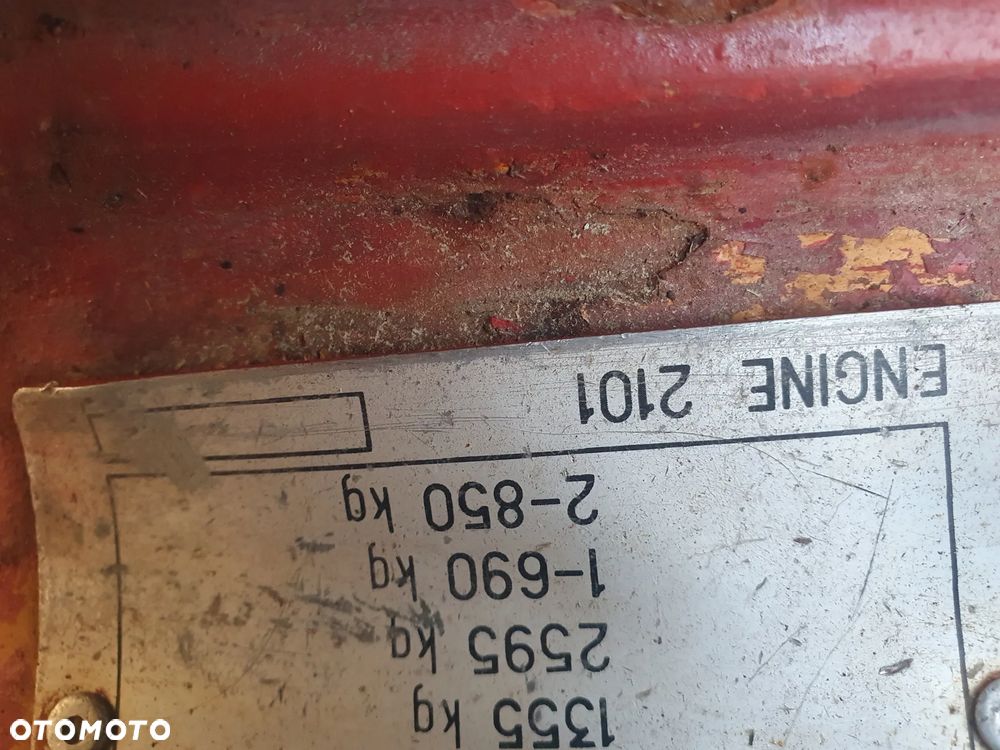 1355 kg
2595 kg
1-690 kg
2-850 kg
ENGINE 2101
OTOMOTO